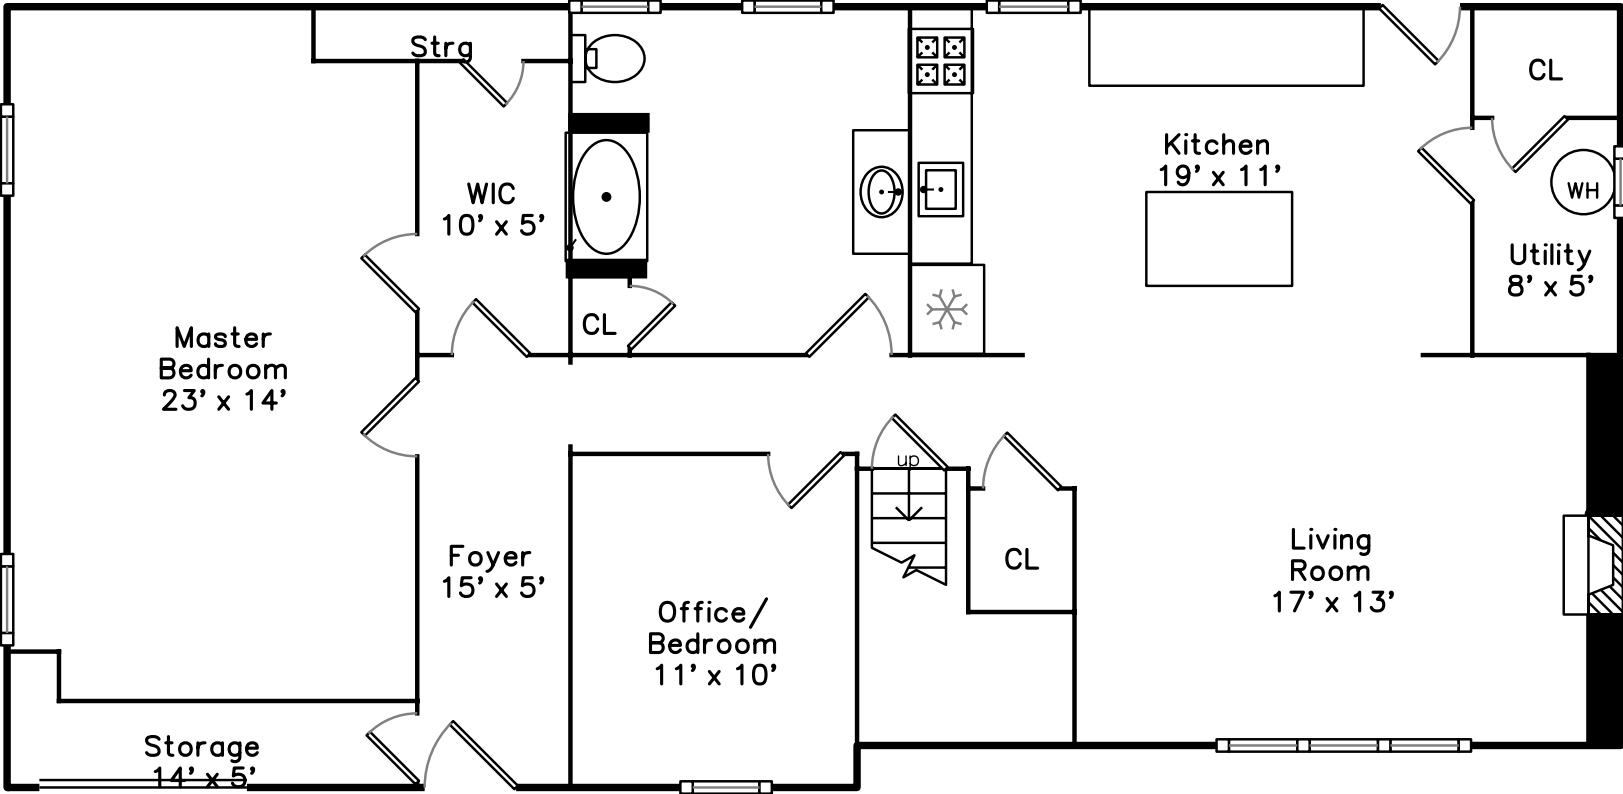 Strg
CL
Kitchen
19' x 11'
WIC
10' x 5'
WH
Utility
8' x 5'
CL
Master
Bedroom
23' x 14'
up
Foyer
15' x 5'
CL
Living
Room
17' x 13'
Office/
Bedroom
11' x 10'
Storage
14' x 5'